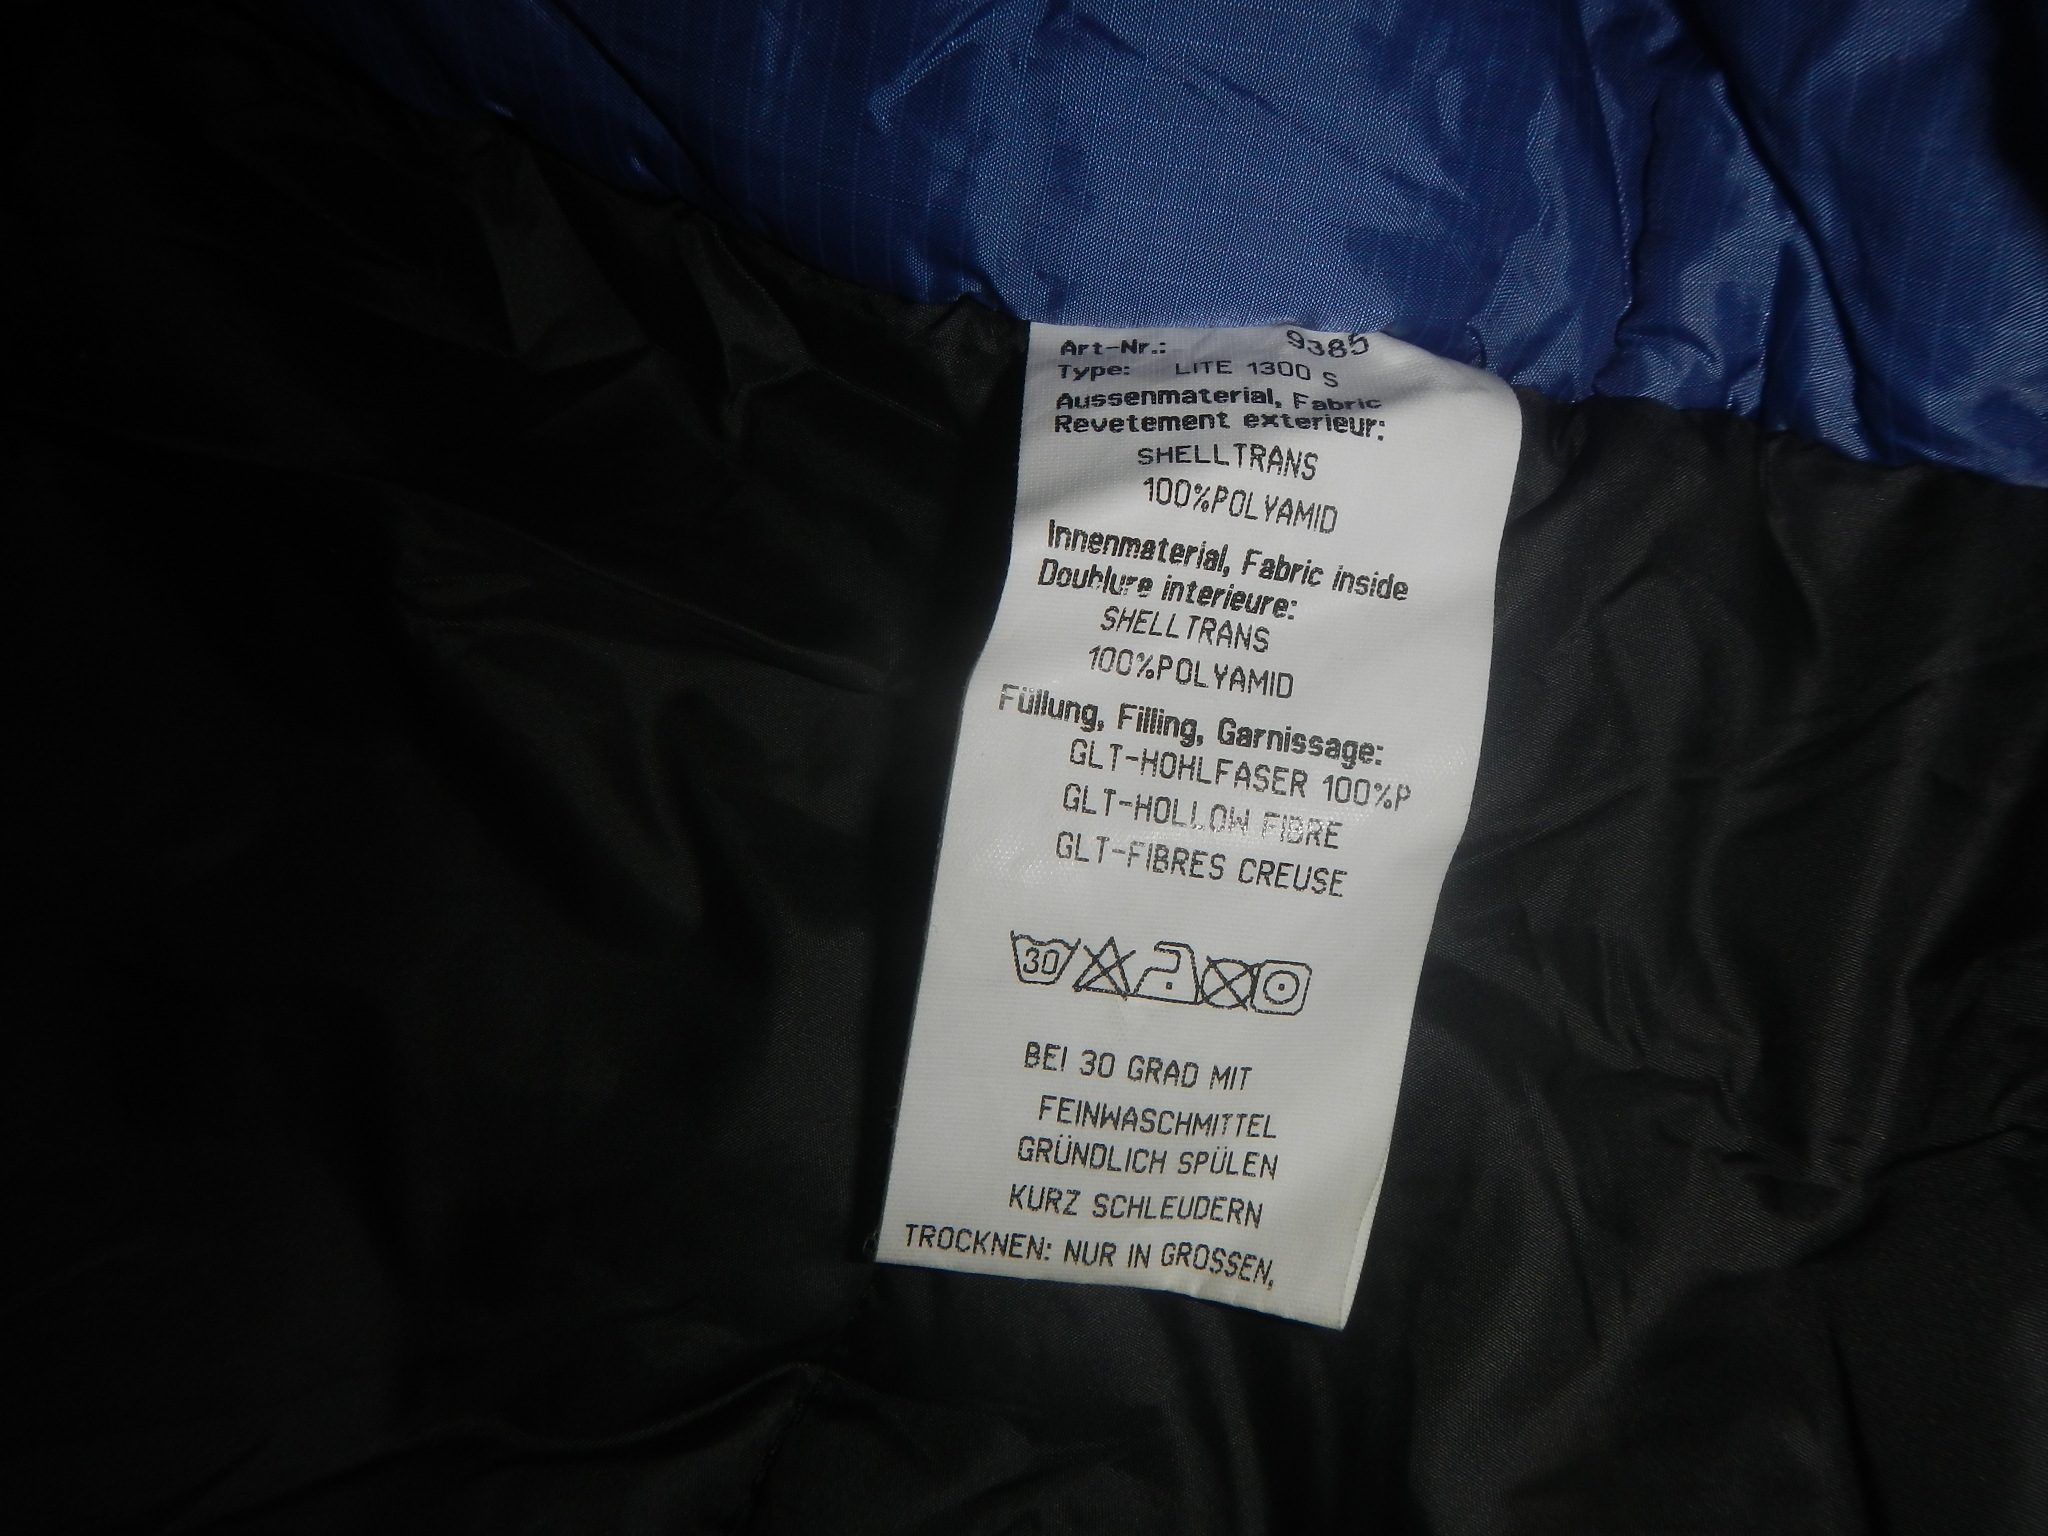 Art-Nr.: 9385
Type: LITE 1300 S
Aussenmaterial, Fabric
Revetement exterieur:
SHELLTRANS
100%POLYAMID
Innenmaterial, Fabric inside
Doublure interieure:
SHELLTRANS
100%POLYAMID
Füllung, Filling, Garnissage:
GLT-HOHLFASER 100%P
GLT-HOLLOW FIBRE
GLT-FIBRES CREUSE
30
BEI 30 GRAD MIT
FEINWASCHMITTEL
GRÜNDLICH SPÜLEN
KURZ SCHLEUDERN
TROCKNEN: NUR IN GROSSEN,